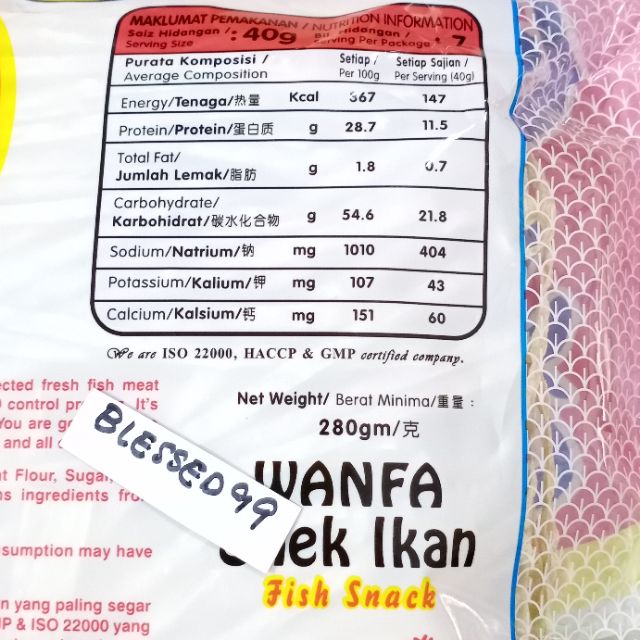 MAKLUMAT PEMAKANAN / NUTRITION INFORMATION
Saiz Hidangan / Serving Size : 40g
Hidangan / Serving Per Package : 7
Purata Komposisi / Average Composition
Setiap / Per 100g
Setiap Sajian / Per Serving (40g)
Energy/Tenaga/热量 Kcal 367 147
Protein/Protein/蛋白质 g 28.7 11.5
Total Fat/
Jumlah Lemak/脂肪 g 1.8 0.7
Carbohydrate/
Karbohidrat/碳水化合物 g 54.6 21.8
Sodium/Natrium/钠 mg 1010 404
Potassium/Kalium/钾 mg 107 43
Calcium/Kalsium/钙 mg 151 60
We are ISO 22000, HACCP & GMP certified company.
fresh fish meat
control It's
You are
and all
Flour, Sugar,
ingredients
may have
yang paling segar
& ISO 22000 yang
Net Weight/ Berat Minima/重量 :
280gm/克
BLESSED99
WANFA
Ikan
Fish Snack